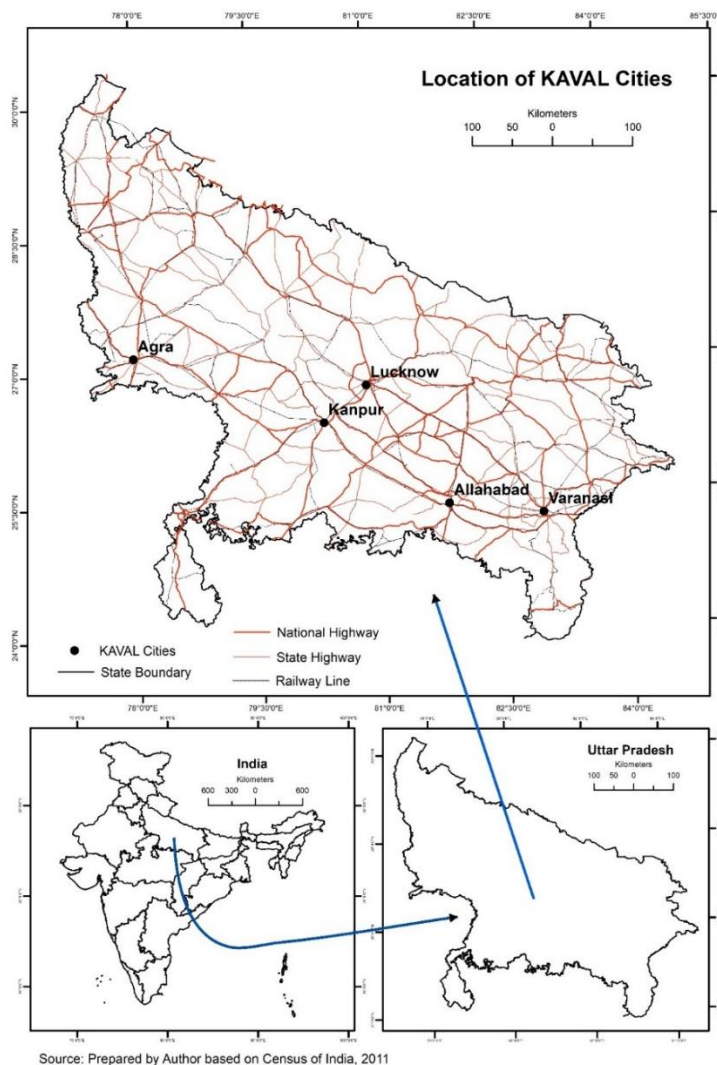 78°0'0"E 79°30'0"E 81°0'0"E 82°30'0"E 84°0'0"E 85°30'0"E
Location of KAVAL Cities
Kilometers
100 50 0 100
30°0'0"N
28°30'0"N
27°0'0"N
25°30'0"N
24°0'0"N
Agra
Lucknow
Kanpur
Allahabad
Varanasi
KAVAL Cities
State Boundary
National Highway
State Highway
Railway Line
78°0'0"E 79°30'0"E 81°0'0"E 82°30'0"E 84°0'0"E
India
Kilometers
600 300 0 600
Uttar Pradesh
Kilometers
100 50 0 100
Source: Prepared by Author based on Census of India, 2011